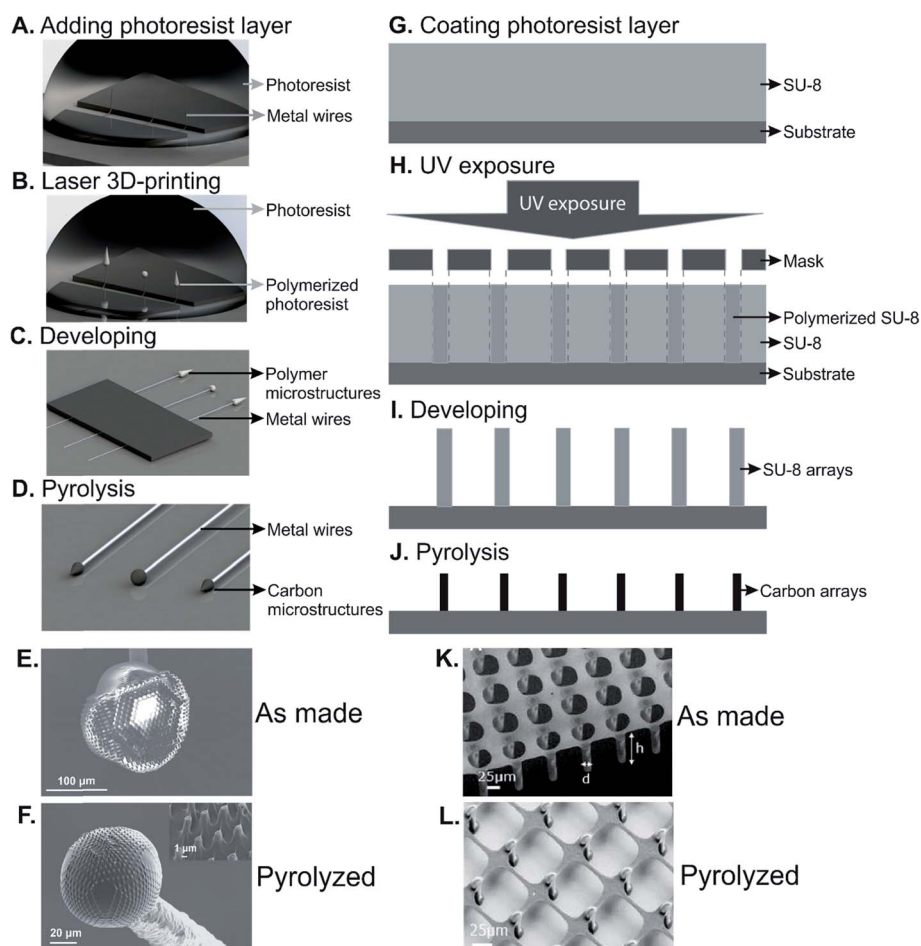 A. Adding photoresist layer
Photoresist
Metal wires
B. Laser 3D-printing
Photoresist
Polymerized
photoresist
C. Developing
Polymer
microstructures
Metal wires
D. Pyrolysis
Metal wires
Carbon
microstructures
E.
As made
100 µm
F.
1 µm
Pyrolyzed
20 µm
G. Coating photoresist layer
SU-8
Substrate
H. UV exposure
UV exposure
Mask
Polymerized SU-8
SU-8
Substrate
I. Developing
SU-8 arrays
J. Pyrolysis
Carbon arrays
K.
As made
h
25µm
d
L.
Pyrolyzed
25µm